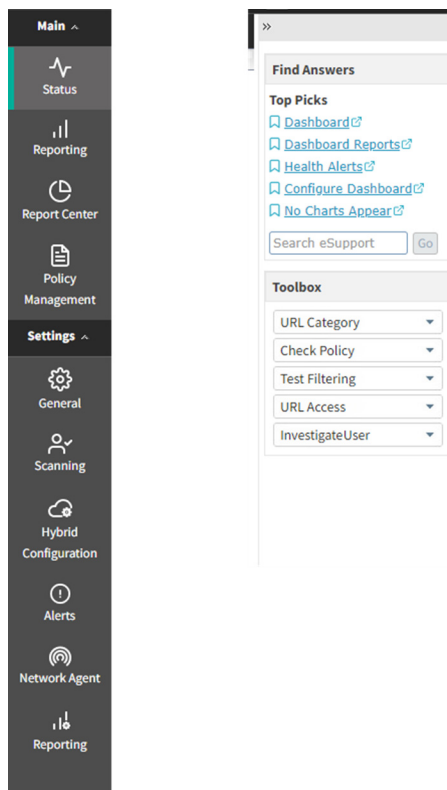 Main
Status
Reporting
Report Center
Policy
Management
Settings
General
Scanning
Hybrid
Configuration
Alerts
Network Agent
Reporting
»
Find Answers
Top Picks
Dashboard
Dashboard Reports
Health Alerts
Configure Dashboard
No Charts Appear
Search eSupport
Go
Toolbox
URL Category
Check Policy
Test Filtering
URL Access
InvestigateUser